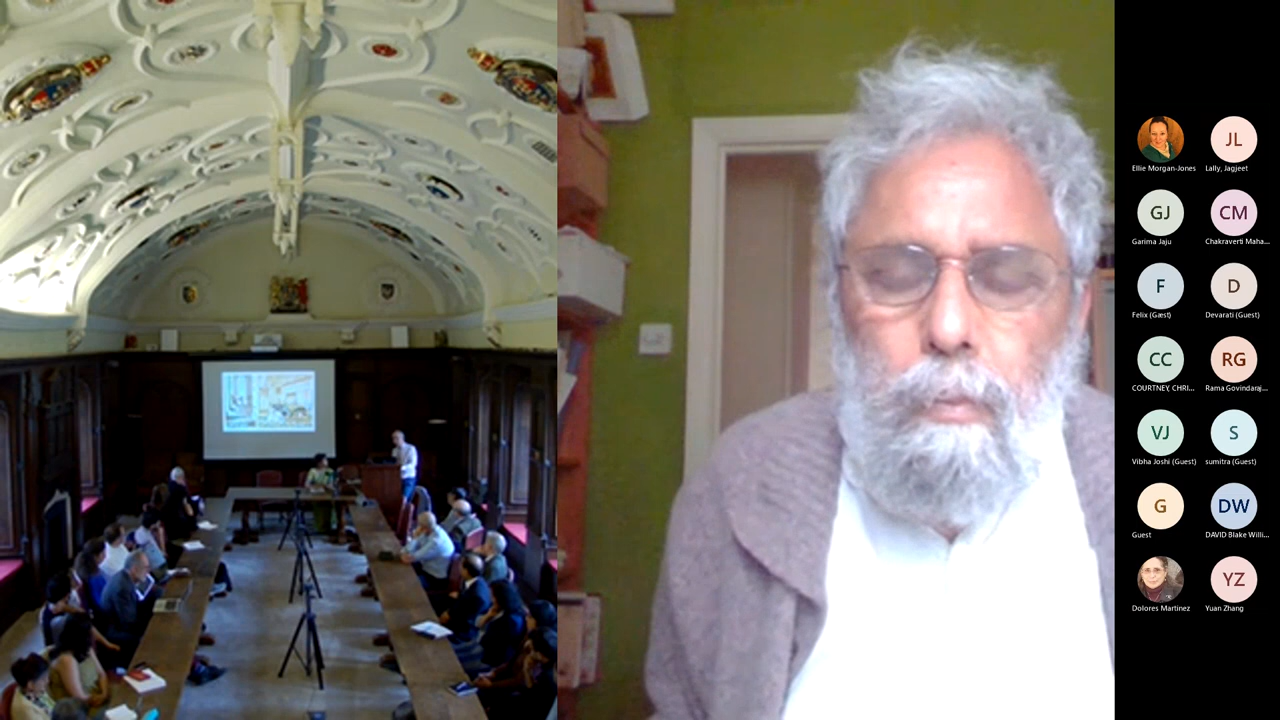 Ellie Morgan-Jones
JL
Lally, Jagjeet
GJ
Garima Jaju
CM
Chakraverti Maha...
F
Felix (Gæst)
D
Devarati (Guest)
CC
COURTNEY, CHRI...
RG
Rama Govindaraj...
VJ
Vibha Joshi (Guest)
S
sumitra (Guest)
G
Guest
DW
DAVID Blake Willi...
Dolores Martinez
YZ
Yuan Zhang